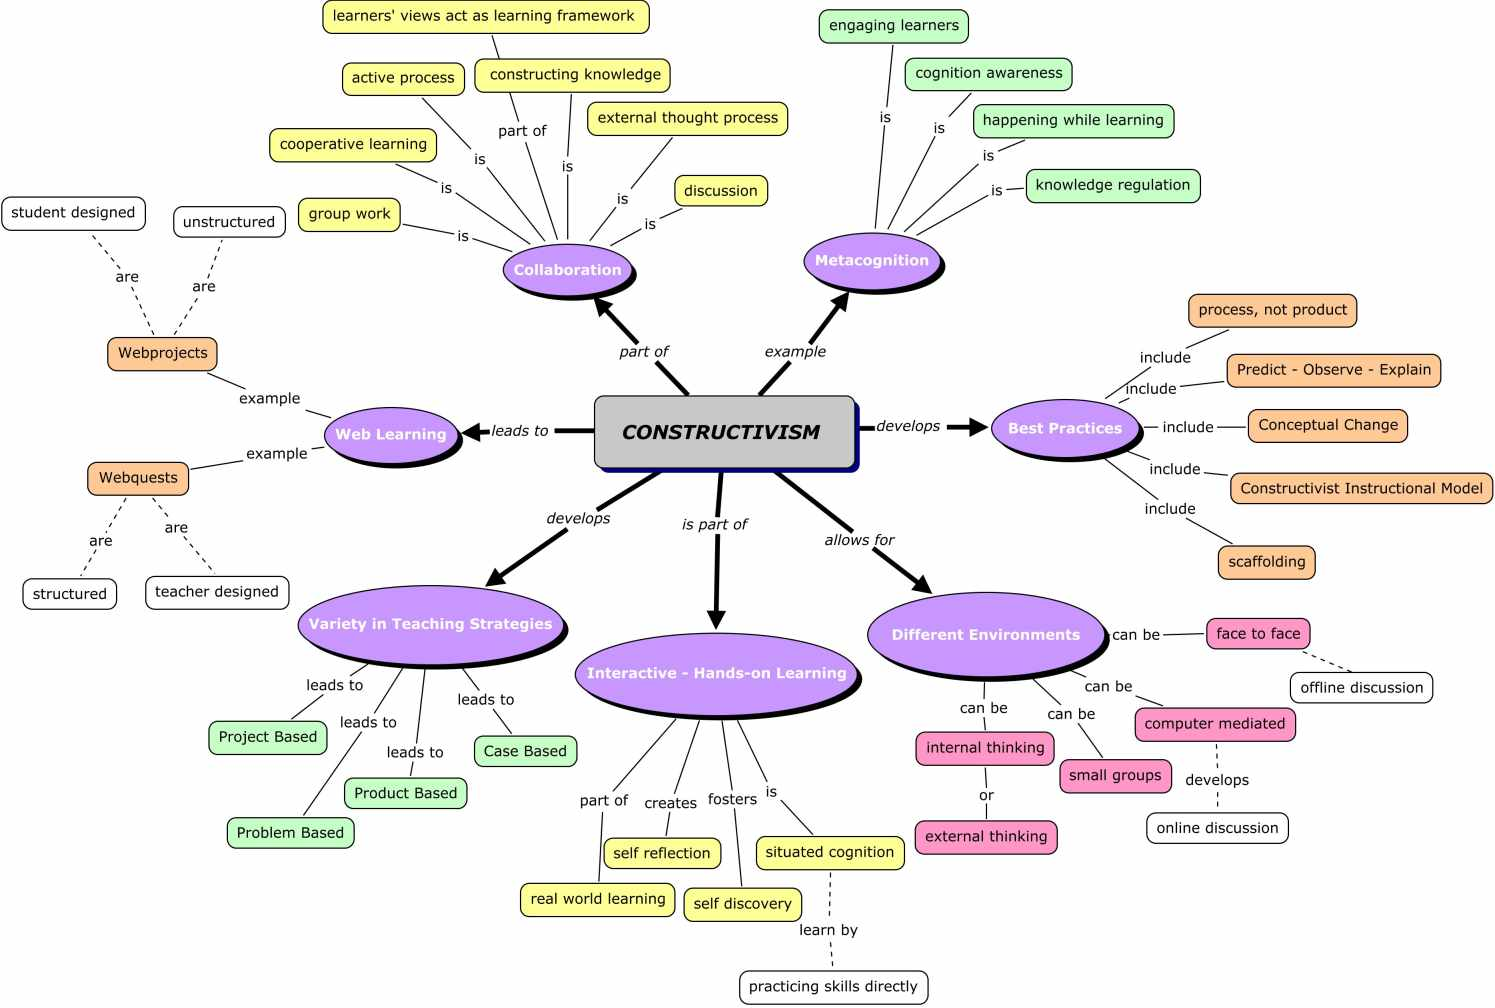 learners' views act as learning framework
engaging learners
active process
constructing knowledge
cognition awareness
external thought process
happening while learning
part of
is
is
is
cooperative learning
is
is
is
discussion
knowledge regulation
is
is
is
student designed
unstructured
group work
is
is
Collaboration
Metacognition
are
are
process, not product
Webprojects
part of
example
include
Predict - Observe - Explain
example
include
Web Learning
leads to
CONSTRUCTIVISM
develops
Best Practices
include
Conceptual Change
example
include
Webquests
Constructivist Instructional Model
include
develops
is part of
allows for
are
are
scaffolding
structured
teacher designed
Variety in Teaching Strategies
Different Environments
can be
face to face
Interactive - Hands-on Learning
leads to
leads to
can be
offline discussion
leads to
can be
can be
computer mediated
Project Based
leads to
Case Based
internal thinking
small groups
develops
Product Based
part of
creates
fosters
is
or
Problem Based
external thinking
online discussion
self reflection
situated cognition
real world learning
self discovery
learn by
practicing skills directly